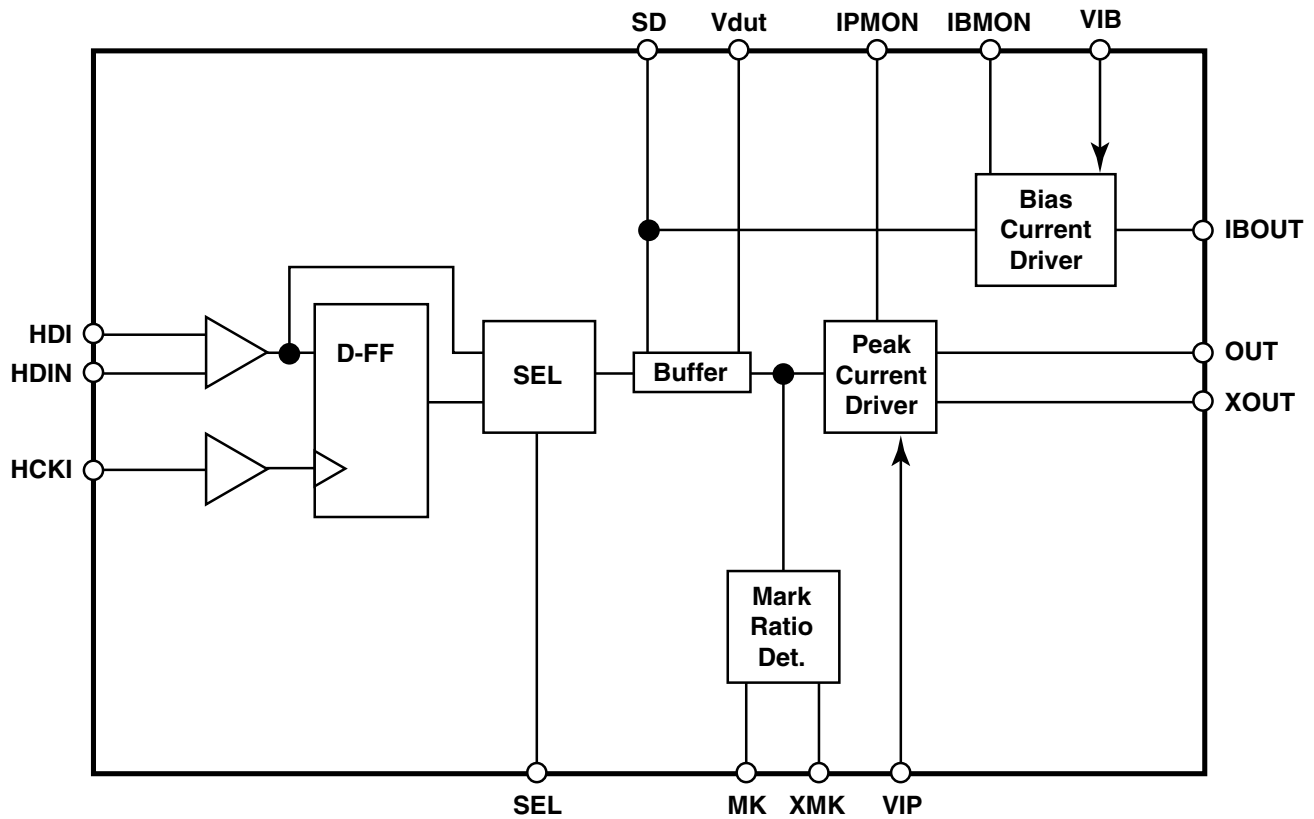 SD
Vdut
IPMON
IBMON
VIB
Bias
Current
Driver
IBOUT
HDI
HDIN
HCKI
D-FF
SEL
Buffer
Peak
Current
Driver
OUT
XOUT
Mark
Ratio
Det.
SEL
MK
XMK
VIP